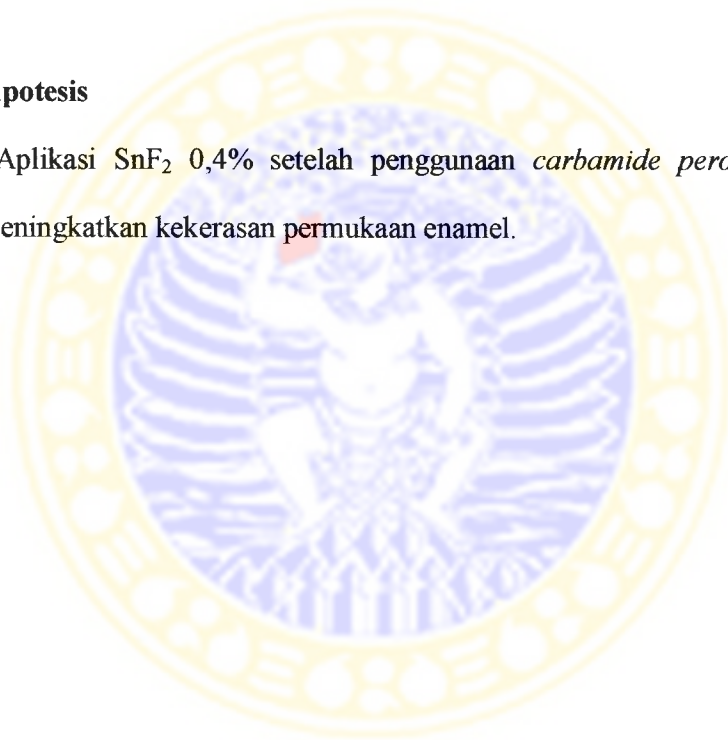 potesis
Aplikasi SnF₂ 0,4% setelah penggunaan carbamide pero
eningkatkan kekerasan permukaan enamel.